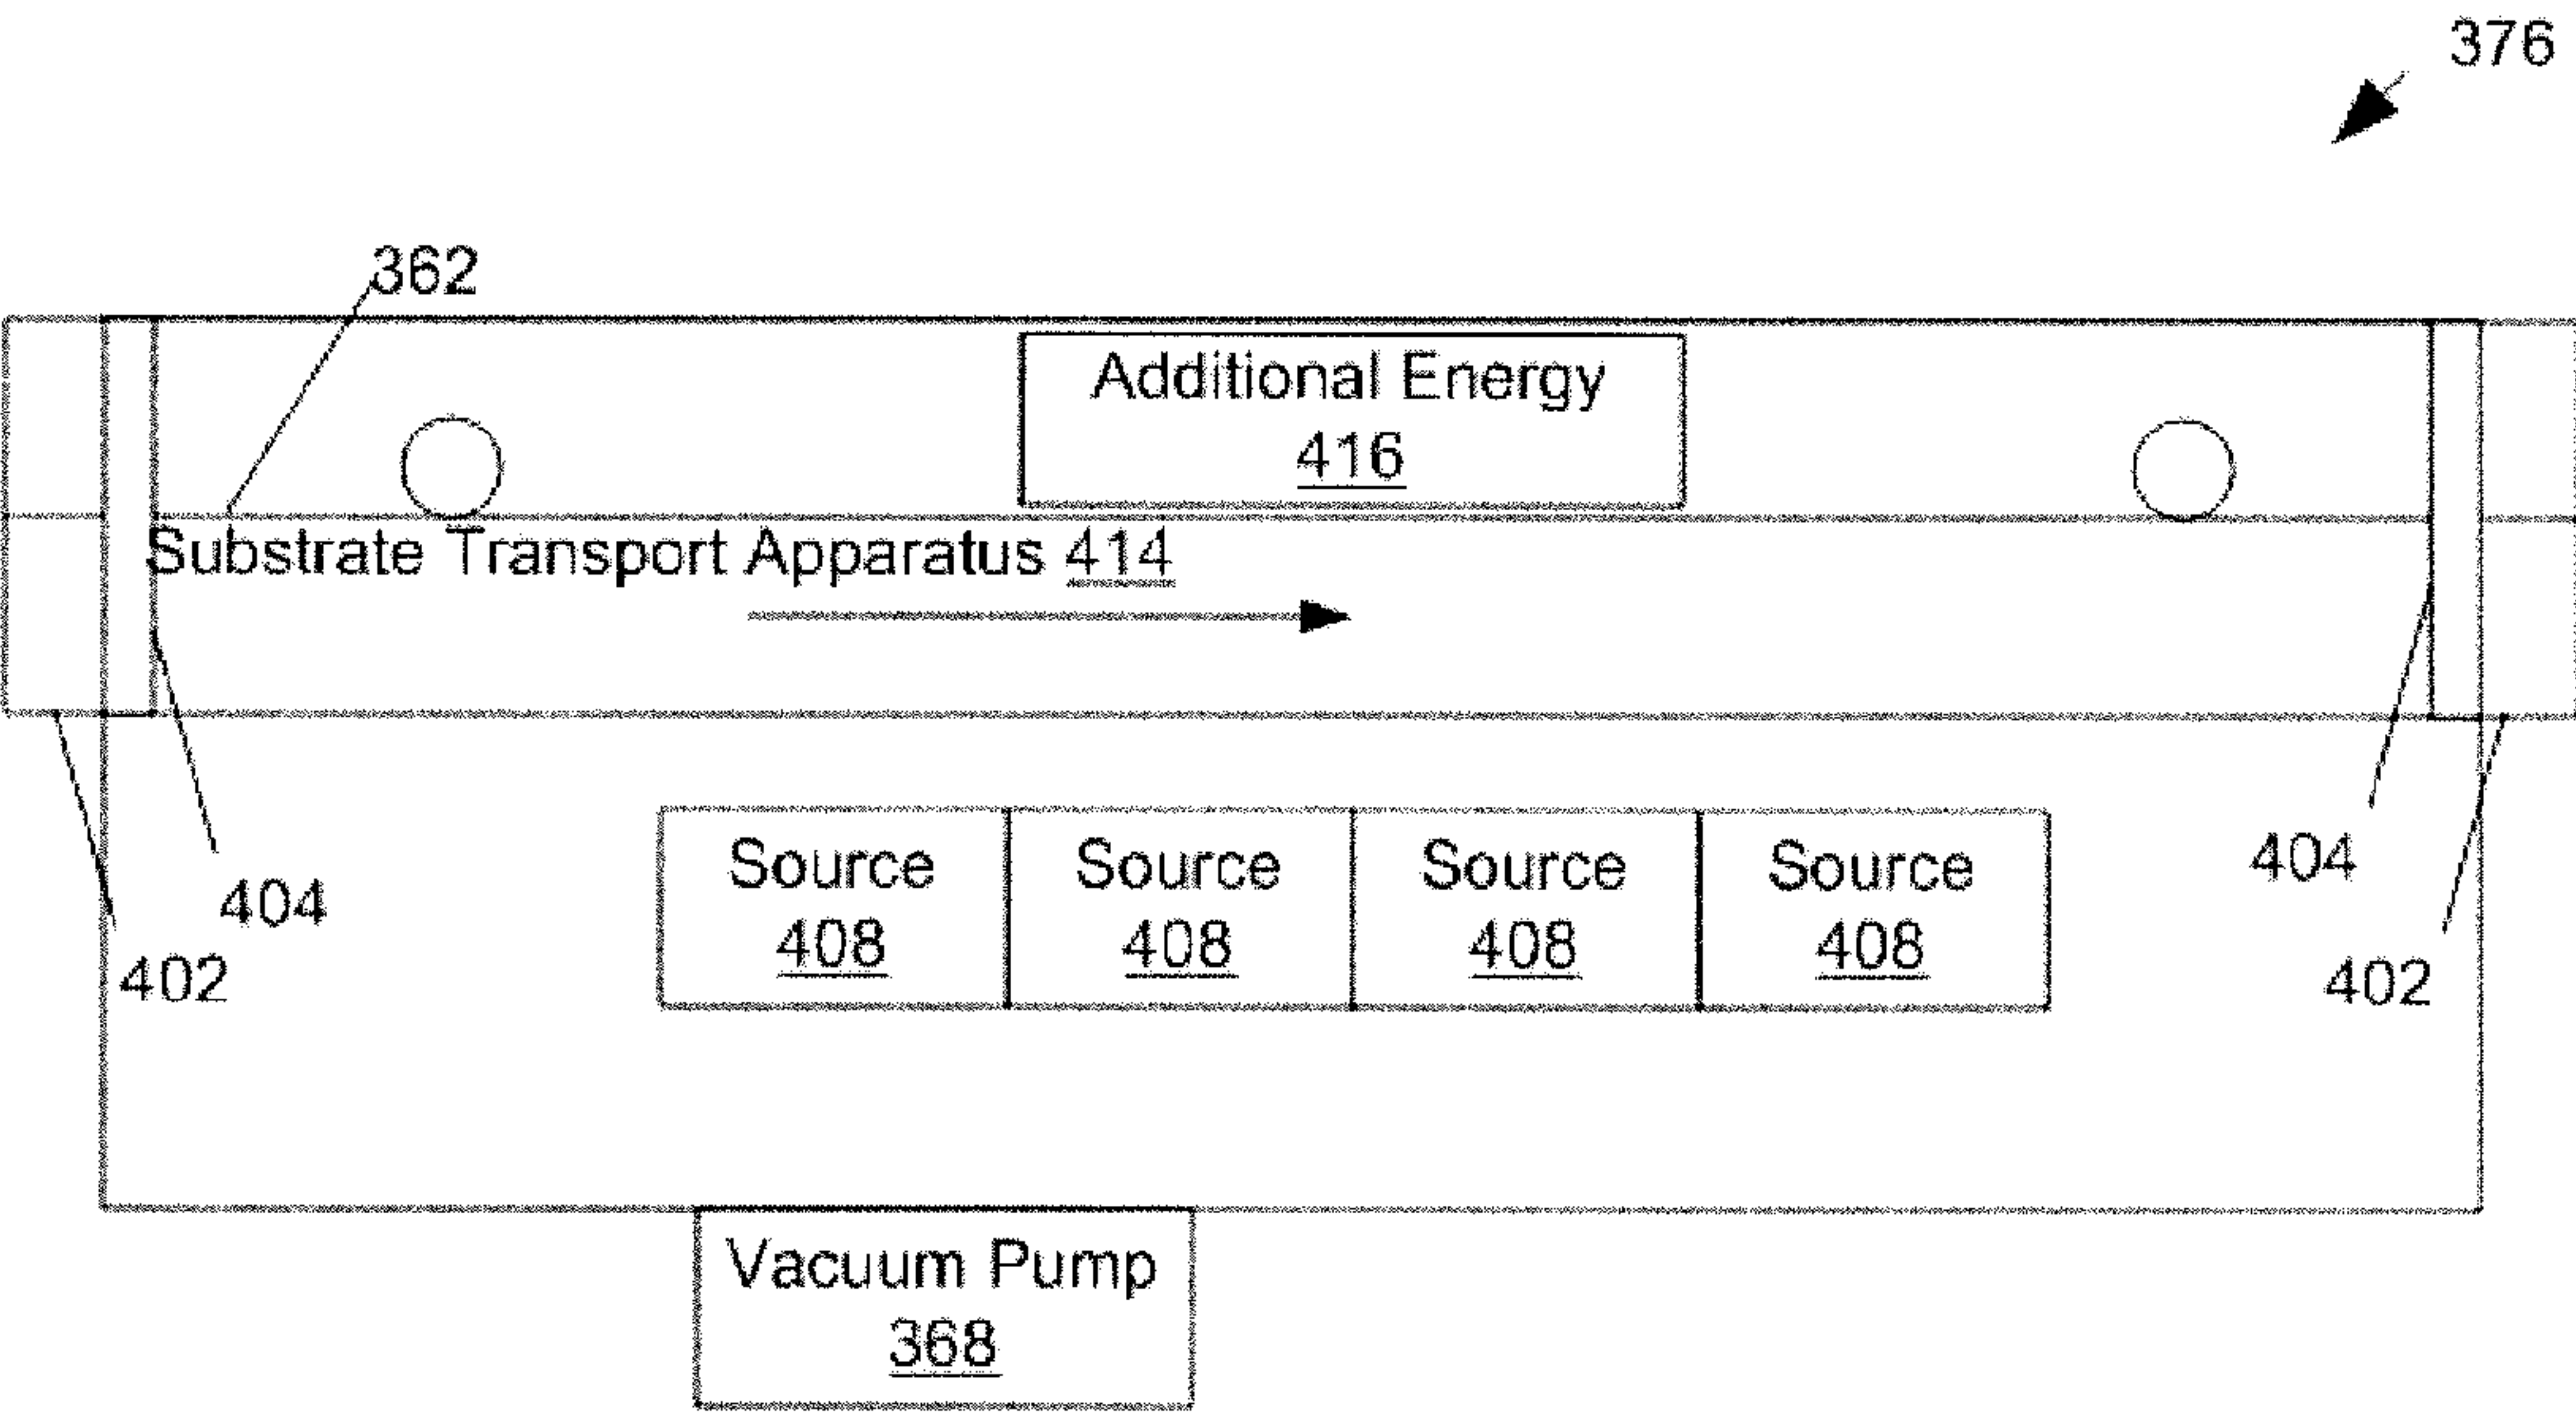 376
362
Additional Energy
416
Substrate Transport Apparatus 414
Source
408
Source
408
Source
408
Source
408
404
404
402
402
Vacuum Pump
368